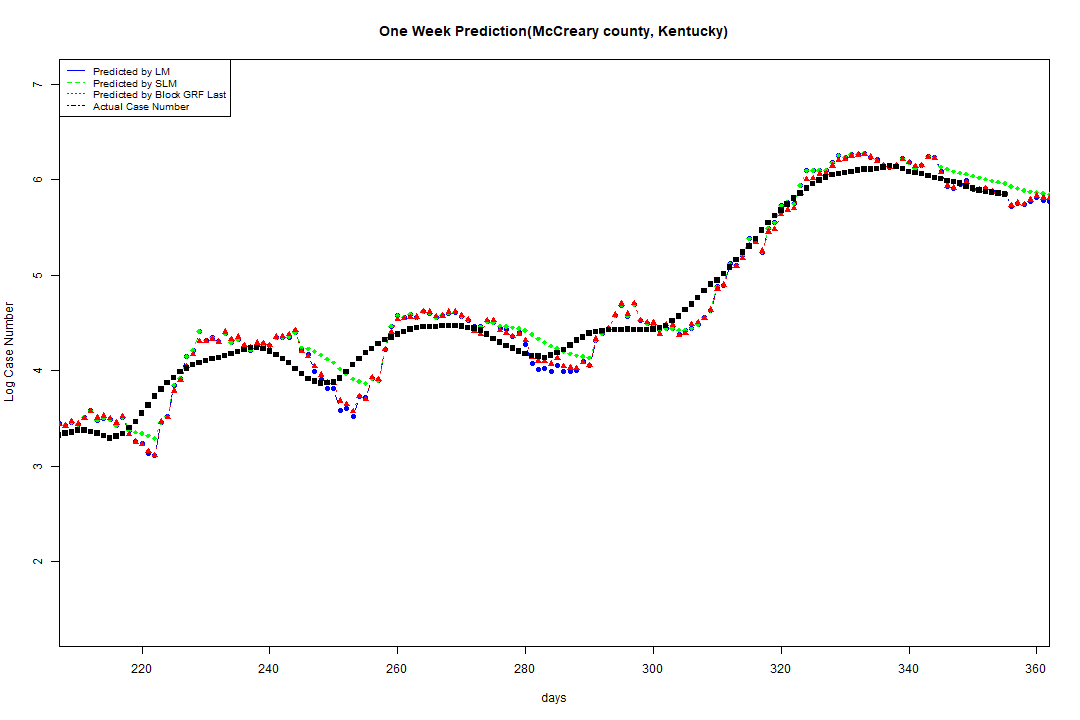 One Week Prediction(McCreary county, Kentucky)
Predicted by LM
Predicted by SLM
Predicted by Block GRF Last
Actual Case Number
7
6
5
4
3
2
Log Case Number
220 240 260 280 300 320 340 360
days